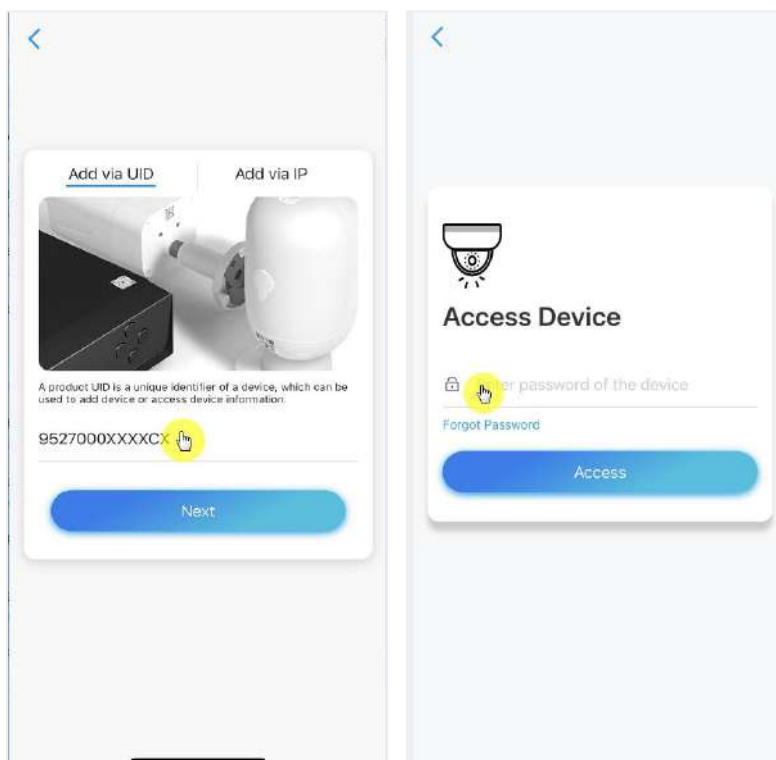 Add via UID
Add via IP
A product UID is a unique identifier of a device, which can be
used to add device or access device information.
9527000XXXXCX
Next
Access Device
password of the device
Forgot Password
Access